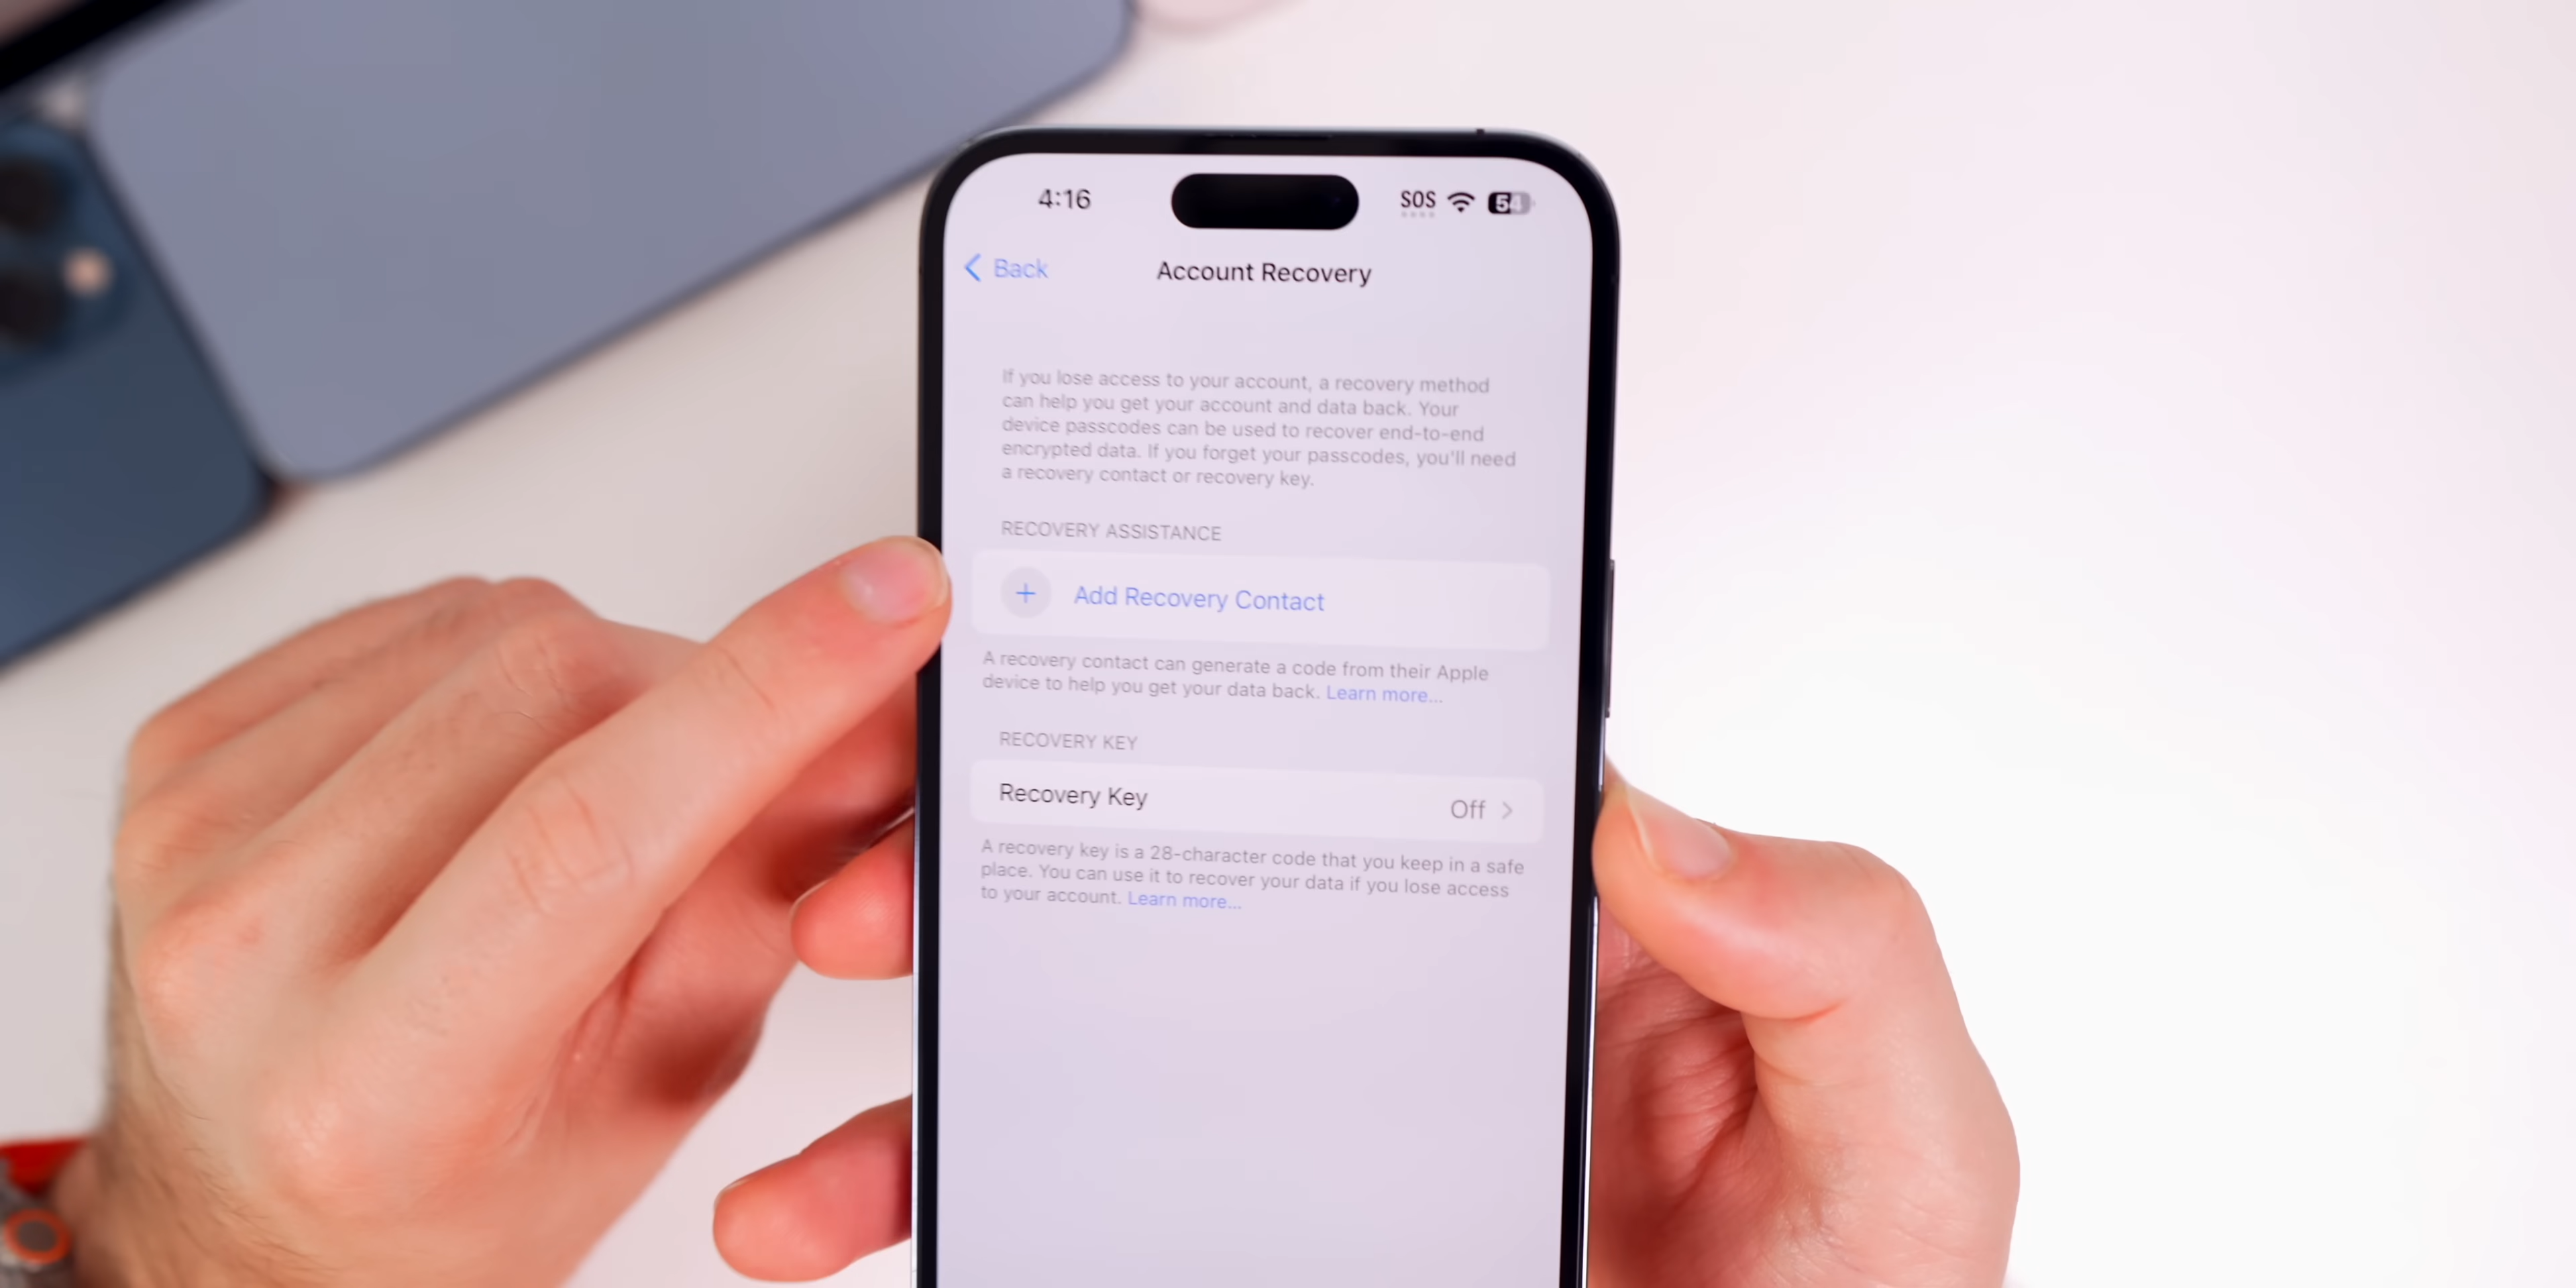 4:16
SOS
54
Back
Account Recovery
If you lose access to your account, a recovery method
can help you get your account and data back. Your
device passcodes can be used to recover end-to-end
encrypted data. If you forget your passcodes, you'll need
a recovery contact or recovery key.
RECOVERY ASSISTANCE
+ Add Recovery Contact
A recovery contact can generate a code from their Apple
device to help you get your data back. Learn more...
RECOVERY KEY
Recovery Key Off
A recovery key is a 28-character code that you keep in a safe
place. You can use it to recover your data if you lose access
to your account. Learn more...